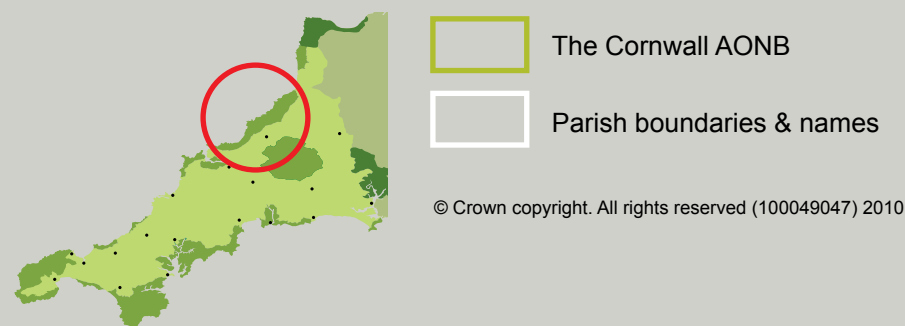 The Cornwall AONB
Parish boundaries & names
© Crown copyright. All rights reserved (100049047) 2010